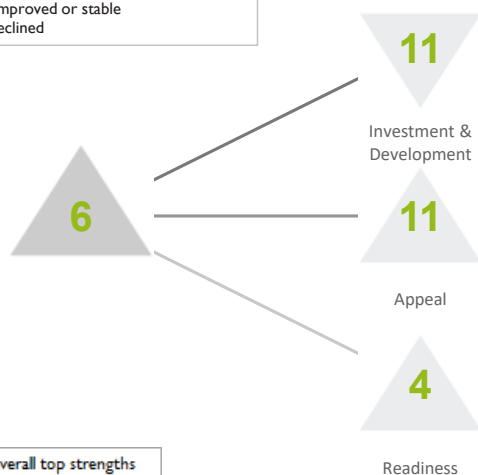 mproved or stable
eclined
11
Investment &
Development
6
11
Appeal
4
verall top strengths
Readiness